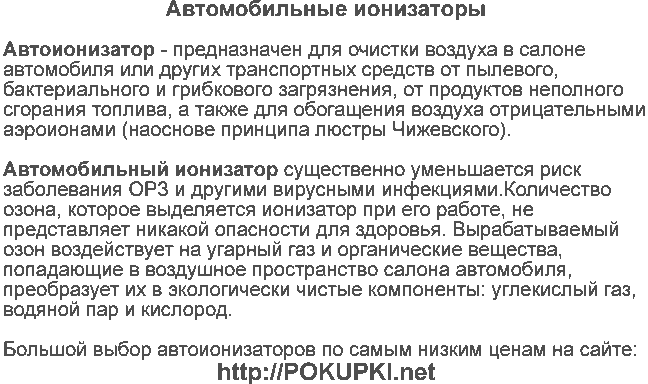 Автомобильные ионизаторы
Автоионизатор - предназначен для очистки воздуха в салоне
автомобиля или других транспортных средств от пылевого,
бактериального и грибкового загрязнения, от продуктов неполного
сгорания топлива, а также для обогащения воздуха отрицательными
аэроионами (наоснове принципа люстры Чижевского).
Автомобильный ионизатор существенно уменьшается риск
заболевания ОРЗ и другими вирусными инфекциями.Количество
озона, которое выделяется ионизатор при его работе, не
представляет никакой опасности для здоровья. Вырабатываемый
озон воздействует на угарный газ и органические вещества,
попадающие в воздушное пространство салона автомобиля,
преобразует их в экологически чистые компоненты: углекислый газ,
водяной пар и кислород.
Большой выбор автоионизаторов по самым низким ценам на сайте:
http://POKUPKI.net